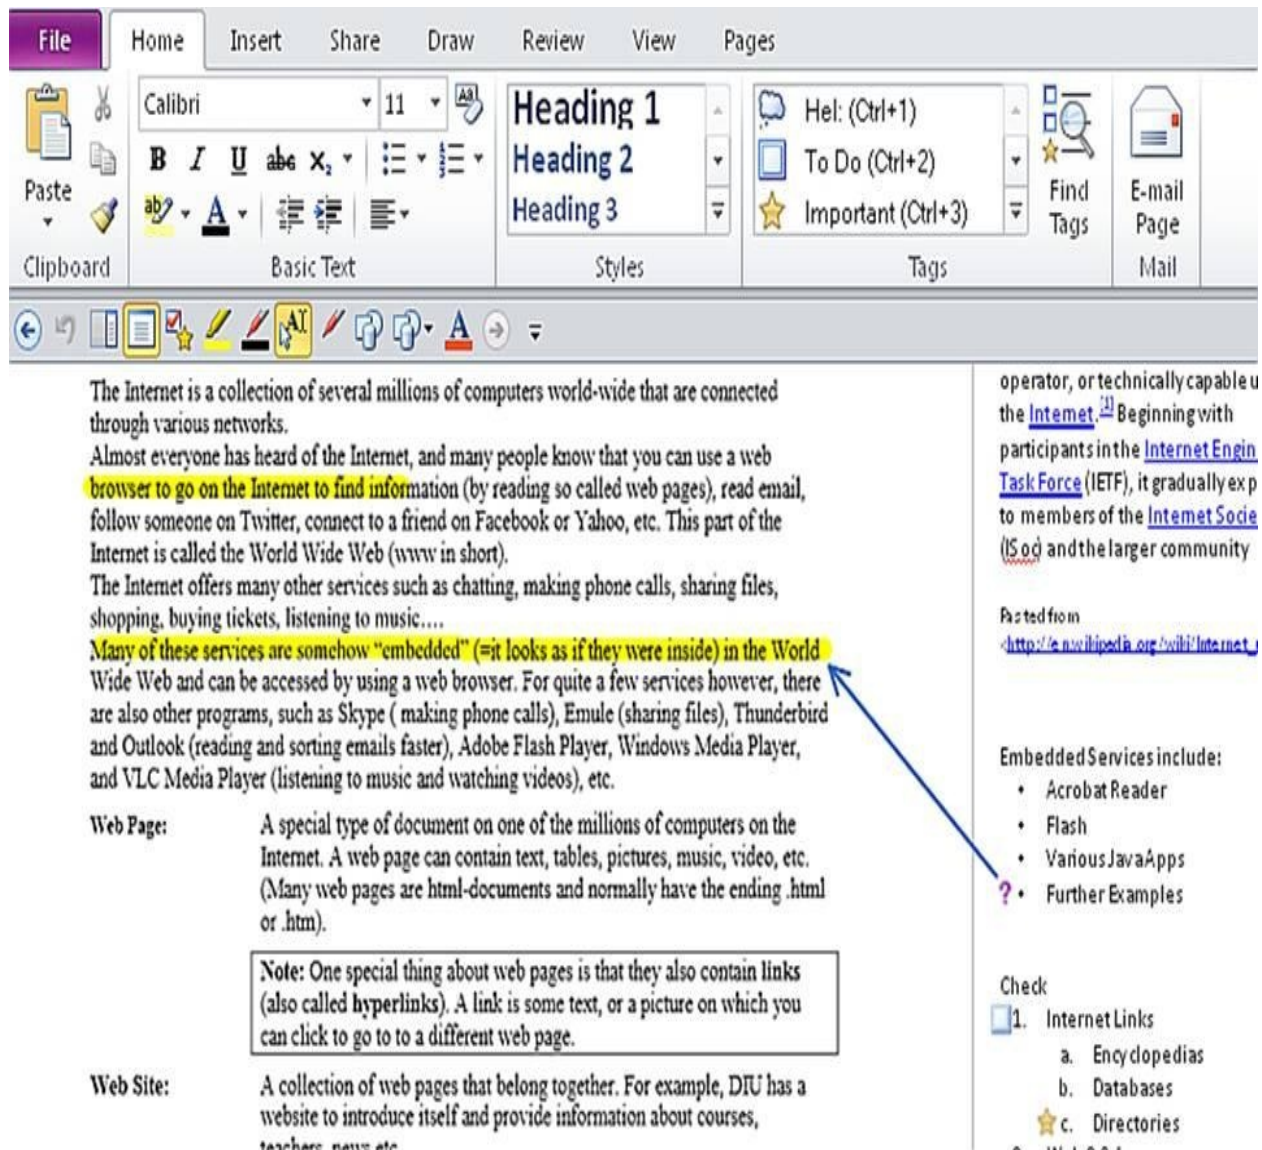 File Home Insert Share Draw Review View Pages
Calibri 11
Heading 1
Heading 2
Heading 3
Hel: (Ctrl+1)
To Do (Ctrl+2)
Important (Ctrl+3)
Paste
B I U abc X₂
ab A
Find Tags
E-mail Page
Clipboard Basic Text Styles Tags Mail
The Internet is a collection of several millions of computers world-wide that are connected
through various networks.
Almost everyone has heard of the Internet, and many people know that you can use a web
browser to go on the Internet to find information (by reading so called web pages), read email,
follow someone on Twitter, connect to a friend on Facebook or Yahoo, etc. This part of the
Internet is called the World Wide Web (www in short).
The Internet offers many other services such as chatting, making phone calls, sharing files,
shopping, buying tickets, listening to music....
Many of these services are somehow “embedded” (=it looks as if they were inside) in the World
Wide Web and can be accessed by using a web browser. For quite a few services however, there
are also other programs, such as Skype ( making phone calls), Emule (sharing files), Thunderbird
and Outlook (reading and sorting emails faster), Adobe Flash Player, Windows Media Player,
and VLC Media Player (listening to music and watching videos), etc.
Web Page: A special type of document on one of the millions of computers on the
Internet. A web page can contain text, tables, pictures, music, video, etc.
(Many web pages are html-documents and normally have the ending .html
or .htm).
Note: One special thing about web pages is that they also contain links
(also called hyperlinks). A link is some text, or a picture on which you
can click to go to to a different web page.
Web Site: A collection of web pages that belong together. For example, DIU has a
website to introduce itself and provide information about courses,
teachers, news etc
operator, or technically capable u
the Internet.[1] Beginning with
participants in the Internet Engin
Task Force (IETF), it gradually exp
to members of the Internet Socie
(ISoc) and the larger community
Pasted from
<http://en.wikipedia.org/wiki/Internet_
Embedded Services include:
• Acrobat Reader
• Flash
• Various Java Apps
? • Further Examples
Check
1. Internet Links
a. Encyclopedias
b. Databases
c. Directories